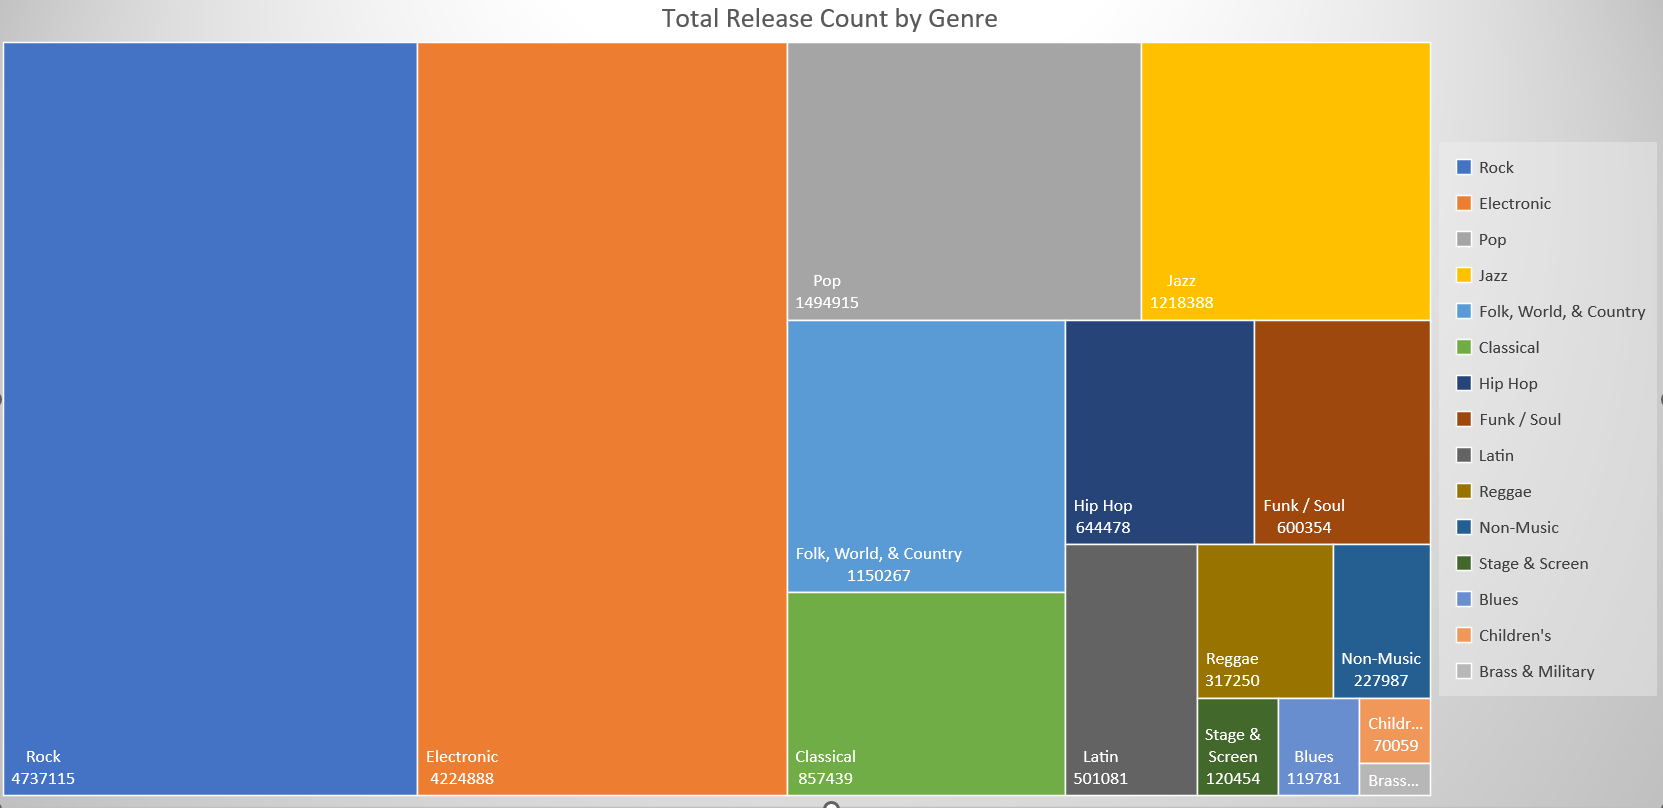 Total Release Count by Genre
Rock
4737115
Electronic
4224888
Pop
1494915
Jazz
1218388
Folk, World, & Country
1150267
Classical
857439
Hip Hop
644478
Funk / Soul
600354
Latin
501081
Reggae
317250
Non-Music
227987
Stage &
Screen
120454
Blues
119781
Childr...
70059
Brass...
Rock
Electronic
Pop
Jazz
Folk, World, & Country
Classical
Hip Hop
Funk / Soul
Latin
Reggae
Non-Music
Stage & Screen
Blues
Children's
Brass & Military